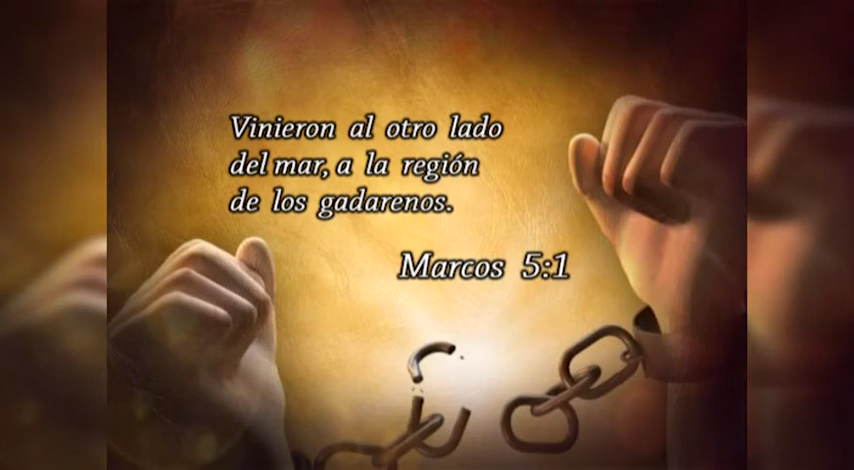 Vinieron al otro lado
del mar, a la región
de los gadarenos.
Marcos 5:1